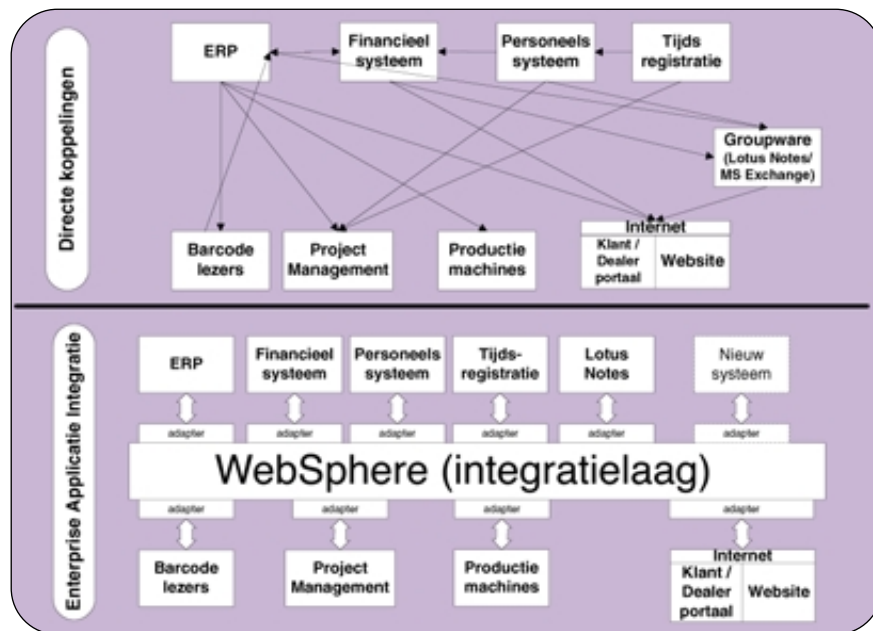 Directe koppelingen
ERP
Financieel
systeem
Personeels
systeem
Tijds
registratie
Groupware
(Lotus Notes/
MS Exchange)
Barcode
lezers
Project
Management
Productie
machines
Internet
Klant /
Dealer
portaal
Website
Enterprise Applicatie Integratie
ERP
Financieel
systeem
Personeels
systeem
Tijds-
registratie
Lotus
Notes
Nieuw
systeem
adapter
adapter
adapter
adapter
adapter
adapter
WebSphere (integratielaag)
adapter
adapter
adapter
adapter
Barcode
lezers
Project
Management
Productie
machines
Internet
Klant /
Dealer
portaal
Website